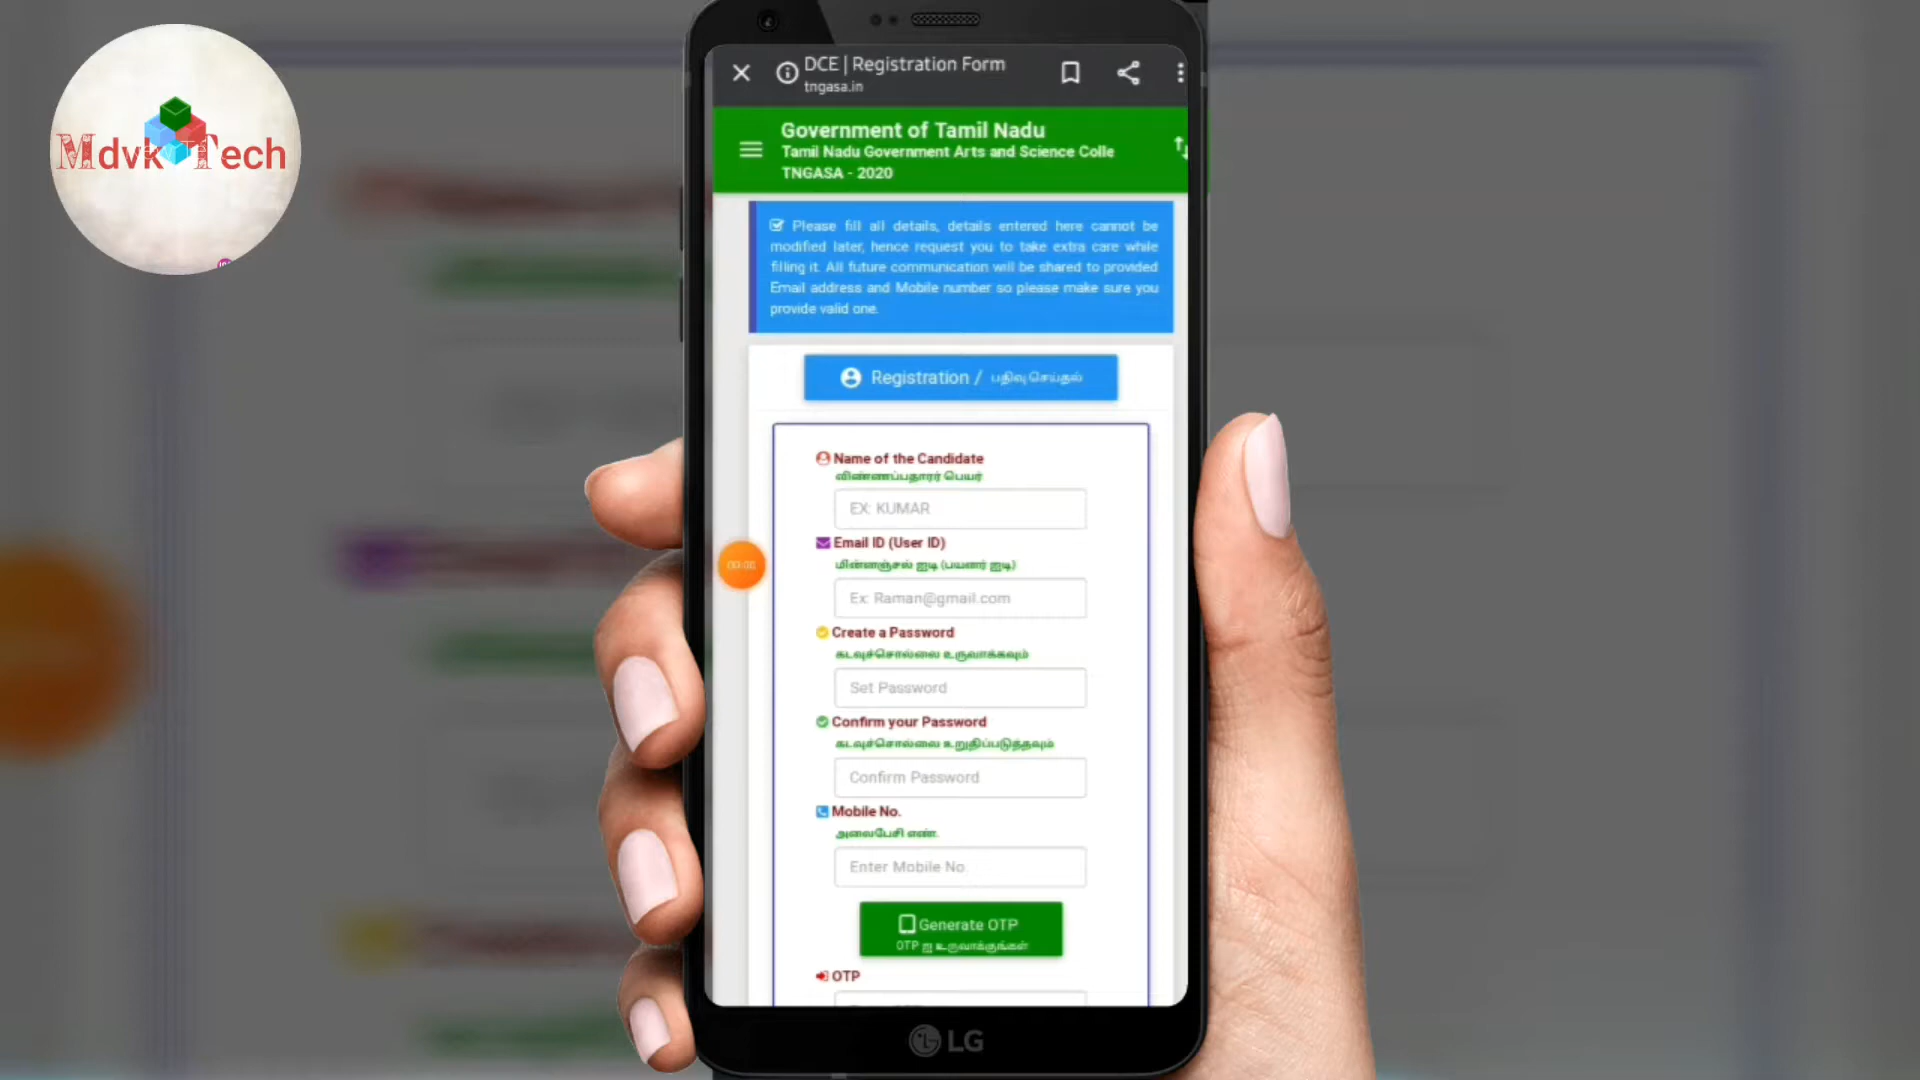 Mdvk Tech
DCE | Registration Form
tngasa.in
Government of Tamil Nadu
Tamil Nadu Government Arts and Science Colle
TNGASA - 2020
Please fill all details, details entered here cannot be
modified later, hence request you to take extra care while
filling it. All future communication will be shared to provided
Email address and Mobile number so please make sure you
provide valid one.
Registration / பதிவு செய்தல்
Name of the Candidate
விண்ணப்பதாரர் பெயர்
EX: KUMAR
Email ID (User ID)
மின்னஞ்சல் ஐடி (பயனர் ஐடி)
00:00
Ex: Raman@gmail.com
Create a Password
கடவுச்சொல்லை உருவாக்கவும்
Set Password
Confirm your Password
கடவுச்சொல்லை உறுதிப்படுத்தவும்
Confirm Password
Mobile No.
அலைபேசி எண்.
Enter Mobile No
Generate OTP
OTP ஐ உருவாக்குங்கள்
OTP
LG